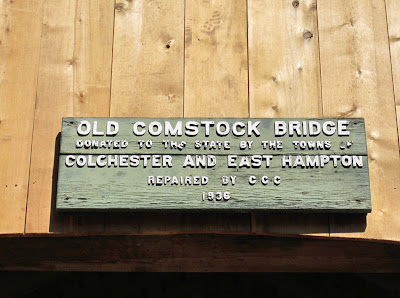 OLD COMSTOCK BRIDGE
DONATED TO THE STATE BY THE TOWNS OF
COLCHESTER AND EAST HAMPTON
REPAIRED BY CCC
1936